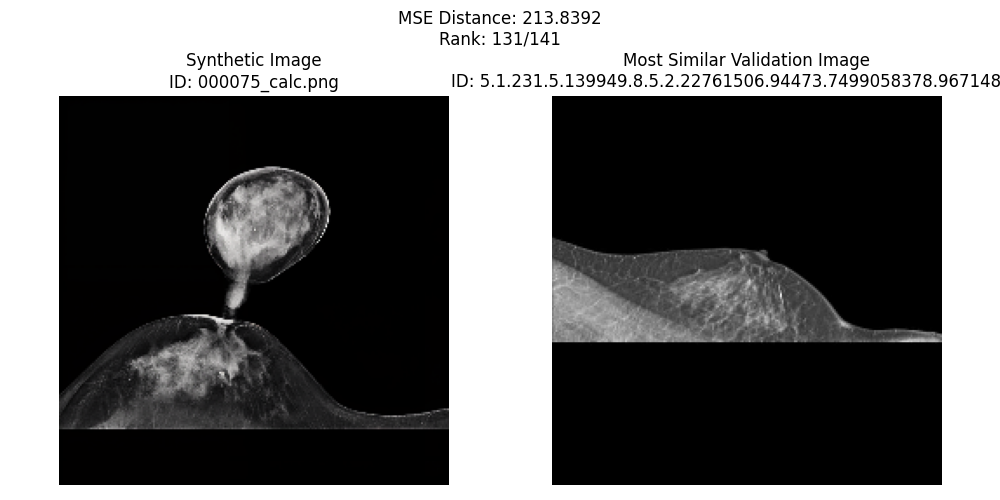 MSE Distance: 213.8392
Rank: 131/141
Synthetic Image
ID: 000075_calc.png
Most Similar Validation Image
ID: 5.1.231.5.139949.8.5.2.22761506.94473.7499058378.967148